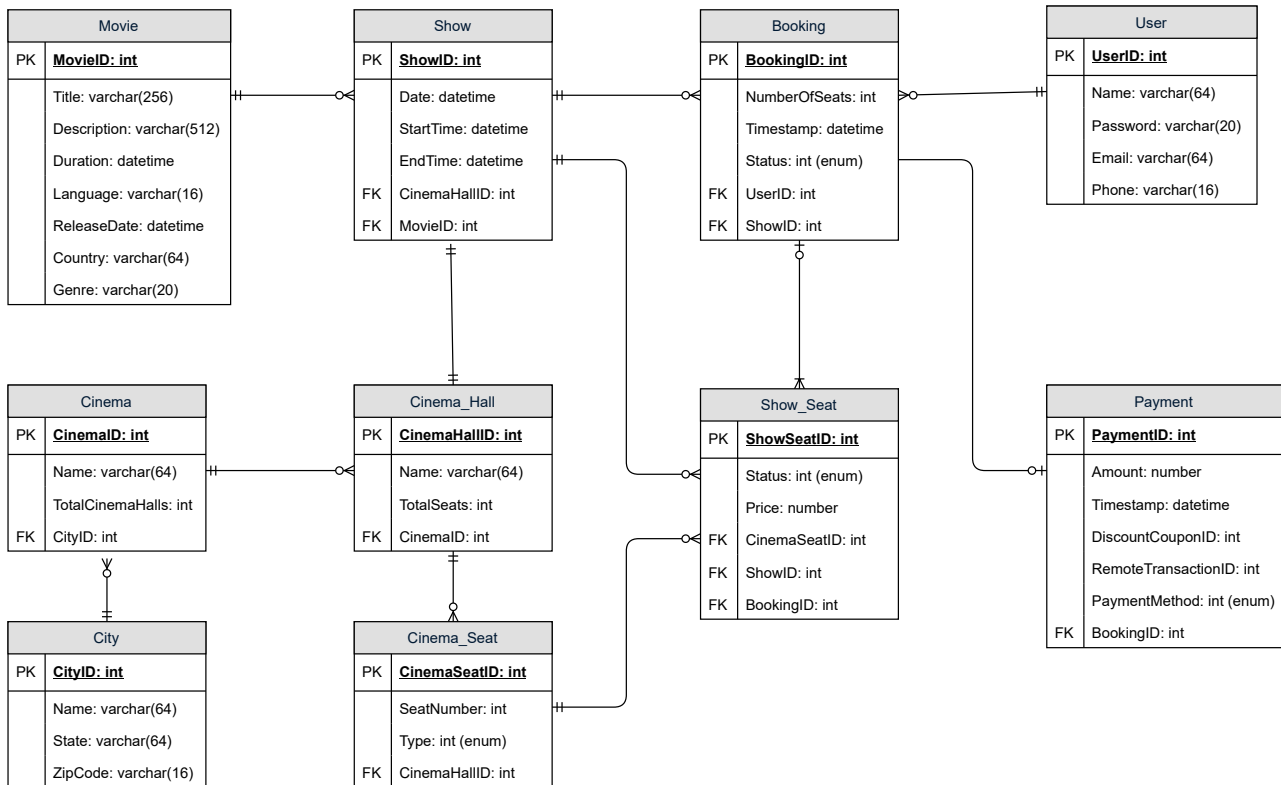 Movie
PK MovieID: int
Title: varchar(256)
Description: varchar(512)
Duration: datetime
Language: varchar(16)
ReleaseDate: datetime
Country: varchar(64)
Genre: varchar(20)
Show
PK ShowID: int
Date: datetime
StartTime: datetime
EndTime: datetime
FK CinemaHallID: int
FK MovieID: int
Booking
PK BookingID: int
NumberOfSeats: int
Timestamp: datetime
Status: int (enum)
FK UserID: int
FK ShowID: int
User
PK UserID: int
Name: varchar(64)
Password: varchar(20)
Email: varchar(64)
Phone: varchar(16)
Cinema
PK CinemaID: int
Name: varchar(64)
TotalCinemaHalls: int
FK CityID: int
Cinema_Hall
PK CinemaHallID: int
Name: varchar(64)
TotalSeats: int
FK CinemaID: int
Show_Seat
PK ShowSeatID: int
Status: int (enum)
Price: number
FK CinemaSeatID: int
FK ShowID: int
FK BookingID: int
Payment
PK PaymentID: int
Amount: number
Timestamp: datetime
DiscountCouponID: int
RemoteTransactionID: int
PaymentMethod: int (enum)
FK BookingID: int
City
PK CityID: int
Name: varchar(64)
State: varchar(64)
ZipCode: varchar(16)
Cinema_Seat
PK CinemaSeatID: int
SeatNumber: int
Type: int (enum)
FK CinemaHallID: int